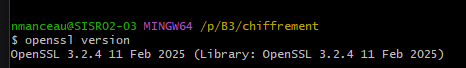 nmanceau@SISR02-03 MINGW64 /p/B3/chiffrement
$ openssl version
OpenSSL 3.2.4 11 Feb 2025 (Library: OpenSSL 3.2.4 11 Feb 2025)